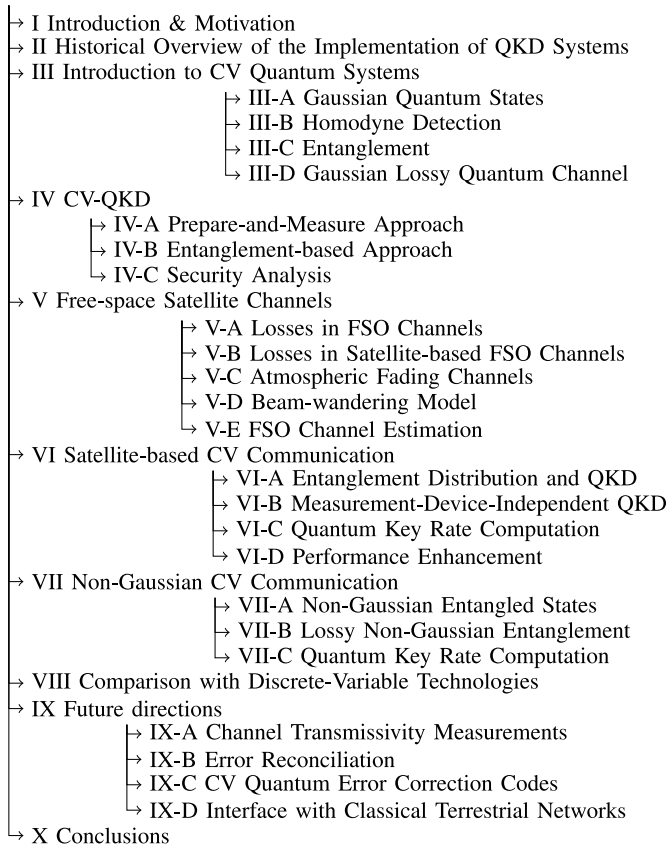 I Introduction & Motivation
II Historical Overview of the Implementation of QKD Systems
III Introduction to CV Quantum Systems
III-A Gaussian Quantum States
III-B Homodyne Detection
III-C Entanglement
III-D Gaussian Lossy Quantum Channel
IV CV-QKD
IV-A Prepare-and-Measure Approach
IV-B Entanglement-based Approach
IV-C Security Analysis
V Free-space Satellite Channels
V-A Losses in FSO Channels
V-B Losses in Satellite-based FSO Channels
V-C Atmospheric Fading Channels
V-D Beam-wandering Model
V-E FSO Channel Estimation
VI Satellite-based CV Communication
VI-A Entanglement Distribution and QKD
VI-B Measurement-Device-Independent QKD
VI-C Quantum Key Rate Computation
VI-D Performance Enhancement
VII Non-Gaussian CV Communication
VII-A Non-Gaussian Entangled States
VII-B Lossy Non-Gaussian Entanglement
VII-C Quantum Key Rate Computation
VIII Comparison with Discrete-Variable Technologies
IX Future directions
IX-A Channel Transmissivity Measurements
IX-B Error Reconciliation
IX-C CV Quantum Error Correction Codes
IX-D Interface with Classical Terrestrial Networks
X Conclusions